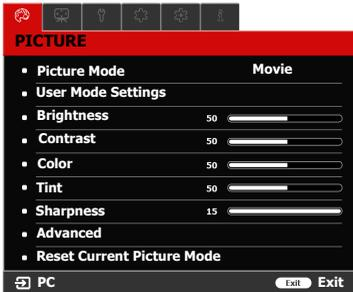 PICTURE
Picture Mode Movie
User Mode Settings
Brightness 50
Contrast 50
Color 50
Tint 50
Sharpness 15
Advanced
Reset Current Picture Mode
PC Exit Exit